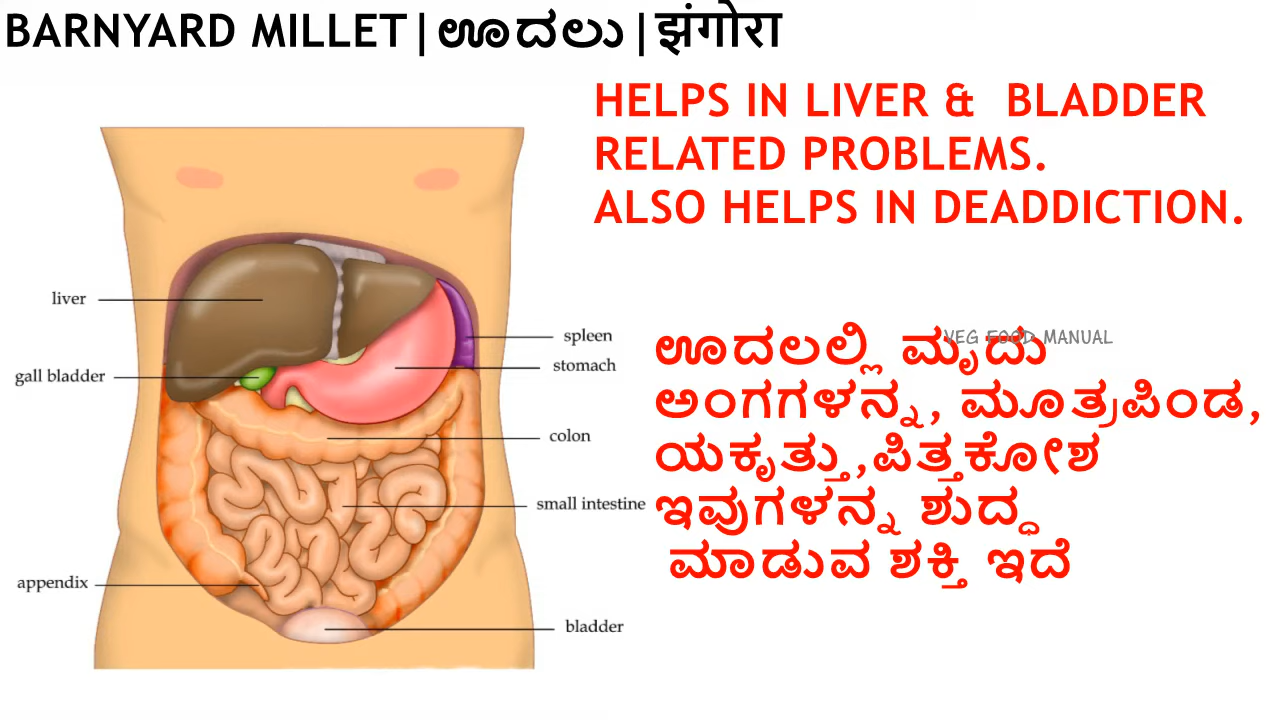 BARNYARD MILLET|ಊದಲು|झंगोरा
HELPS IN LIVER & BLADDER
RELATED PROBLEMS.
ALSO HELPS IN DEADDICTION.
liver
gall bladder
appendix
spleen
stomach
colon
small intestine
bladder
VEG FOOD MANUAL
ಊದಲಲ್ಲಿ ಮೃದು
ಅಂಗಗಳನ್ನ, ಮೂತ್ರಪಿಂಡ,
ಯಕೃತ್ತು,ಪಿತ್ತಕೋಶ
ಇವುಗಳನ್ನ ಶುದ್ಧ
ಮಾಡುವ ಶಕ್ತಿ ಇದೆ